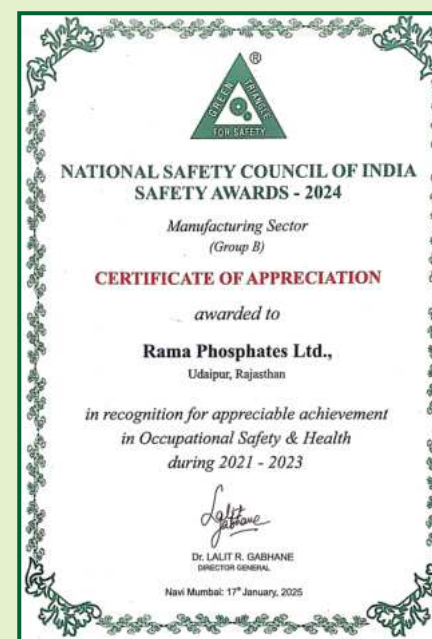 ®
GREEN TRIANGLE
FOR SAFETY
NATIONAL SAFETY COUNCIL OF INDIA
SAFETY AWARDS - 2024
Manufacturing Sector
(Group B)
CERTIFICATE OF APPRECIATION
awarded to
Rama Phosphates Ltd.,
Udaipur, Rajasthan
in recognition for appreciable achievement
in Occupational Safety & Health
during 2021 - 2023
Lalit
Gabhane
Dr. LALIT R. GABHANE
DIRECTOR GENERAL
Navi Mumbai: 17th January, 2025